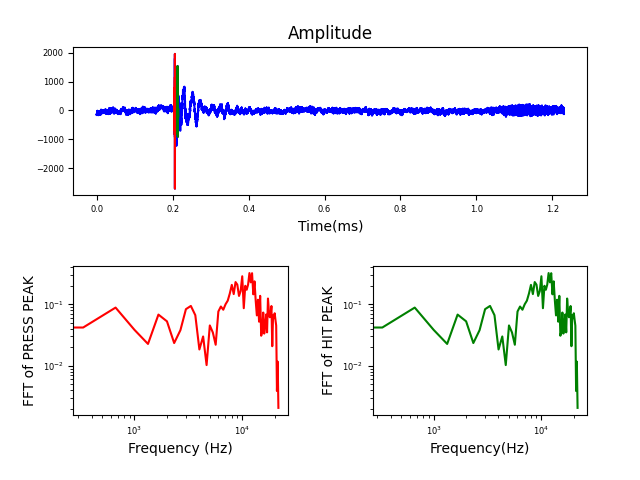 Amplitude
2000
1000
0
−1000
−2000
0.0 0.2 0.4 0.6 0.8 1.0 1.2
Time(ms)
FFT of PRESS PEAK
10⁻¹
10⁻²
10³ 10⁴
Frequency (Hz)
FFT of HIT PEAK
10⁻¹
10⁻²
10³ 10⁴
Frequency(Hz)